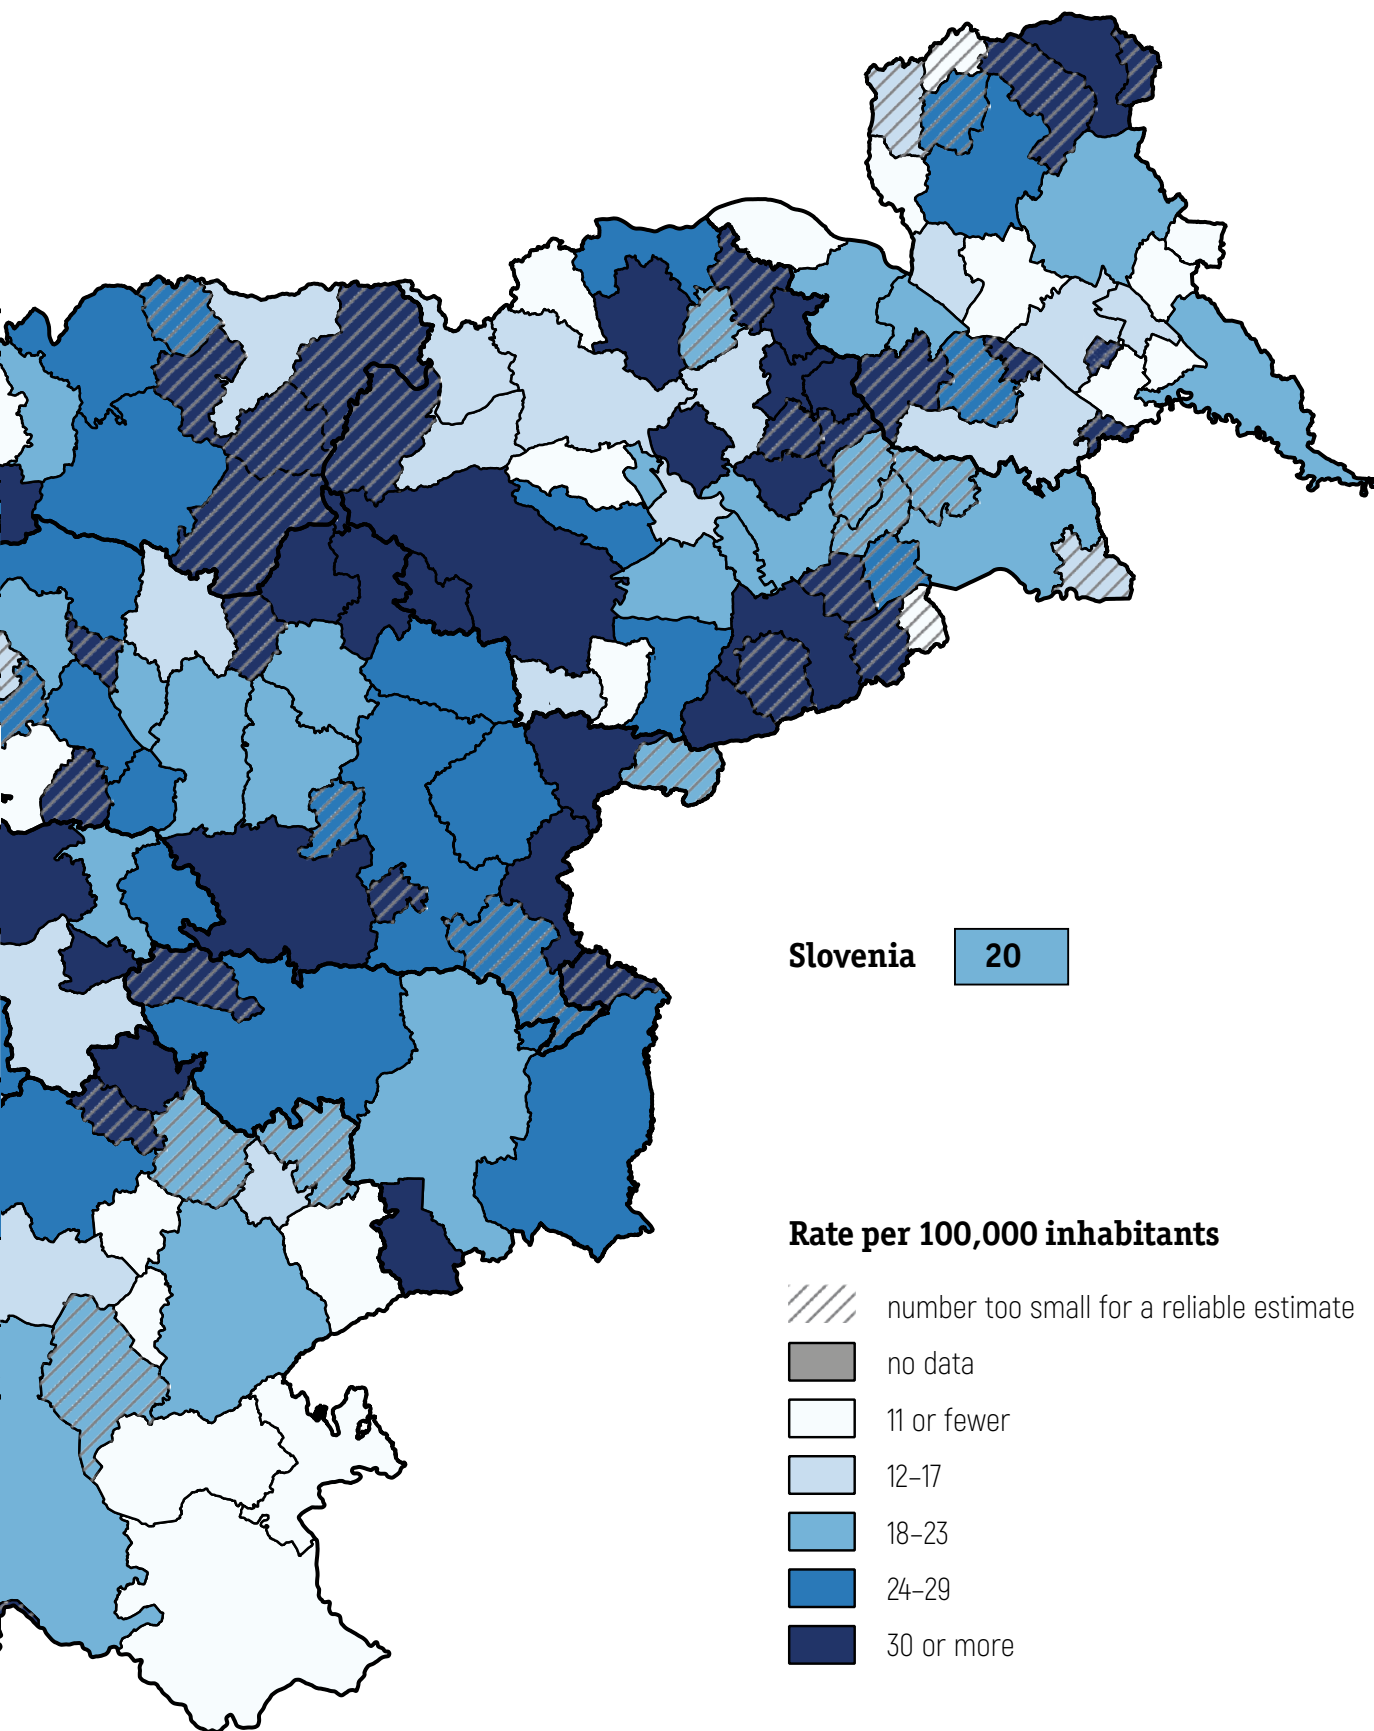 Slovenia 20
Rate per 100,000 inhabitants
number too small for a reliable estimate
no data
11 or fewer
12–17
18–23
24–29
30 or more